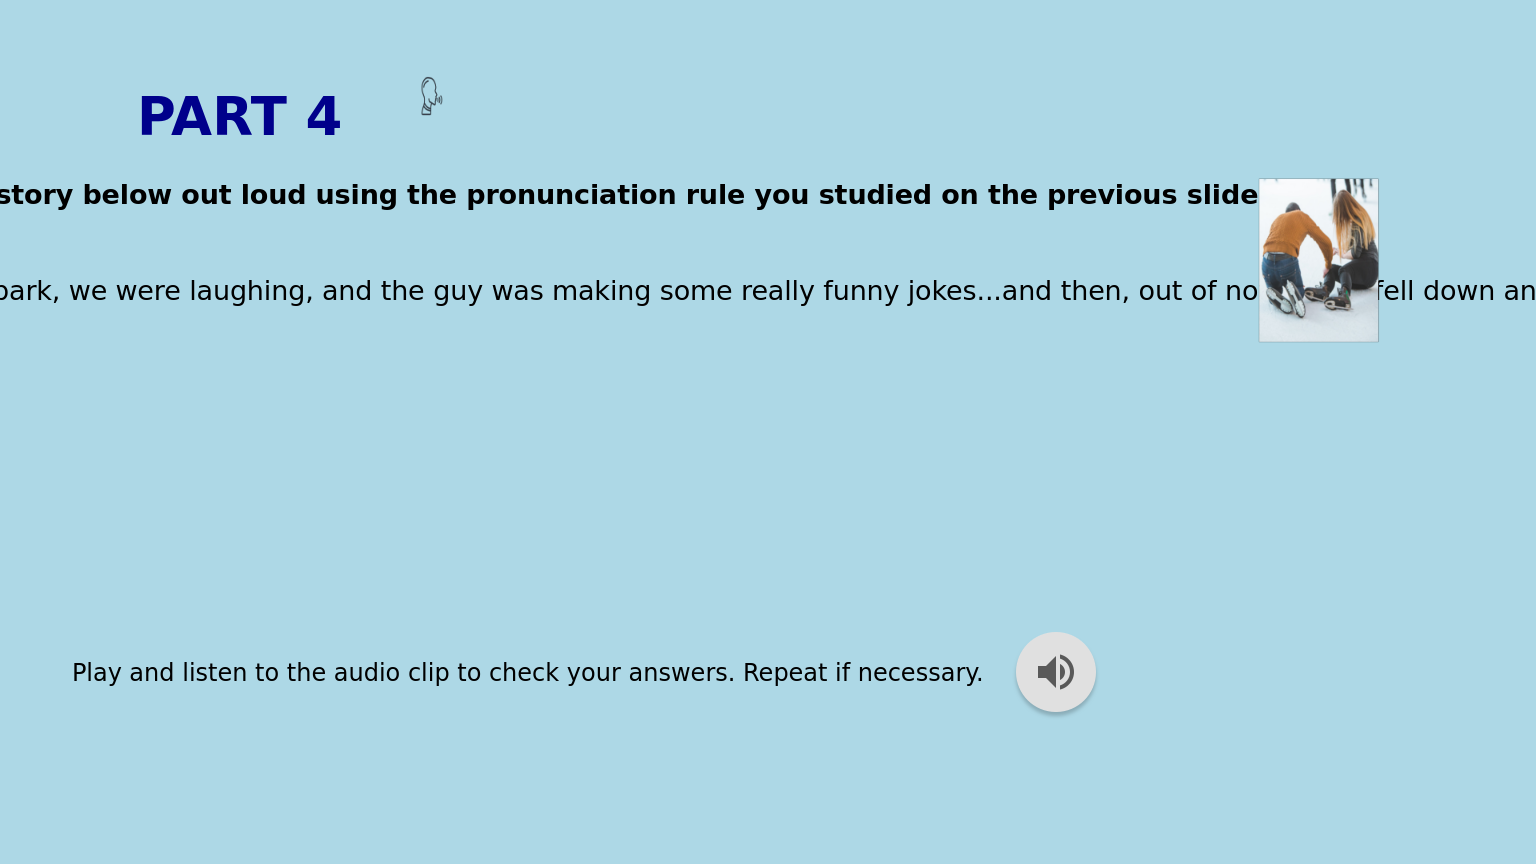 PART 4
story below out loud using the pronunciation rule you studied on the previous slide
park, we were laughing, and the guy was making some really funny jokes...and then, out of no fell down an
Play and listen to the audio clip to check your answers. Repeat if necessary.